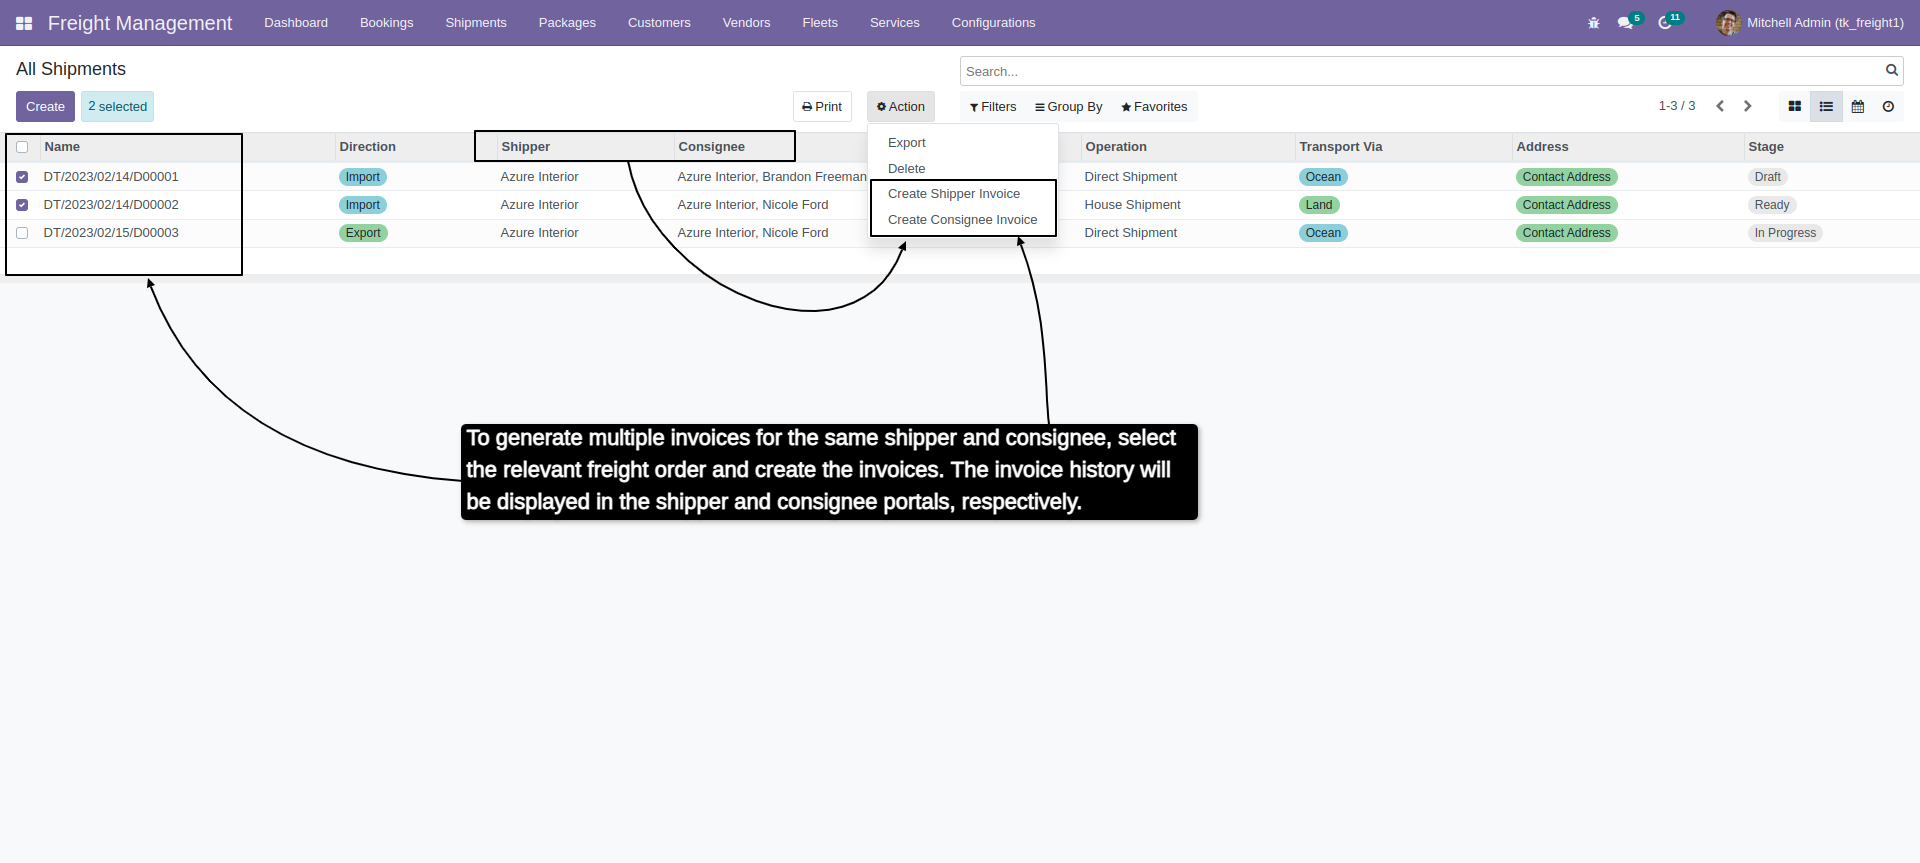 Freight Management Dashboard Bookings Shipments Packages Customers Vendors Fleets Services Configurations 5 11 Mitchell Admin (tk_freight1)
All Shipments Search...
Create 2 selected Print Action Filters Group By Favorites 1-3 / 3
Export
Delete
Create Shipper Invoice
Create Consignee Invoice
Name Direction Shipper Consignee Operation Transport Via Address Stage
DT/2023/02/14/D00001 Import Azure Interior Azure Interior, Brandon Freeman Direct Shipment Ocean Contact Address Draft
DT/2023/02/14/D00002 Import Azure Interior Azure Interior, Nicole Ford House Shipment Land Contact Address Ready
DT/2023/02/15/D00003 Export Azure Interior Azure Interior, Nicole Ford Direct Shipment Ocean Contact Address In Progress
To generate multiple invoices for the same shipper and consignee, select
the relevant freight order and create the invoices. The invoice history will
be displayed in the shipper and consignee portals, respectively.